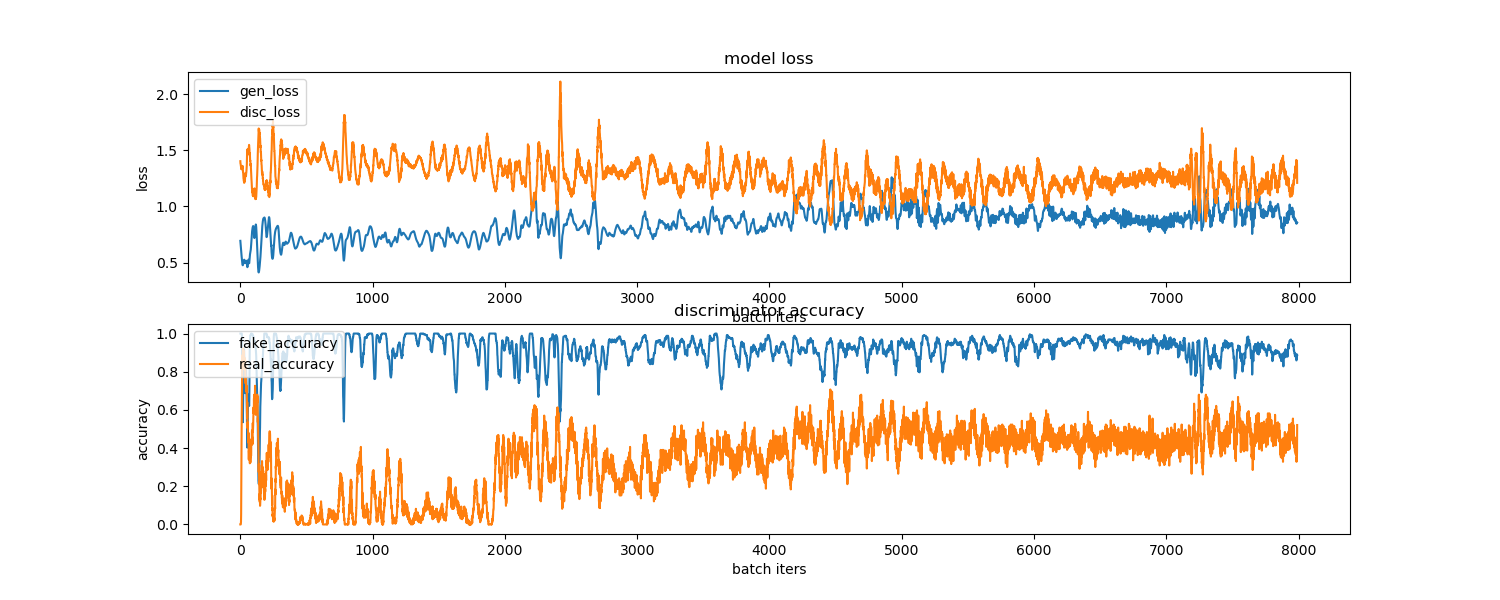 model loss
gen_loss
disc_loss
loss
2.0
1.5
1.0
0.5
0 1000 2000 3000 4000 5000 6000 7000 8000
batch iters
discriminator accuracy
fake_accuracy
real_accuracy
accuracy
1.0
0.8
0.6
0.4
0.2
0.0
0 1000 2000 3000 4000 5000 6000 7000 8000
batch iters